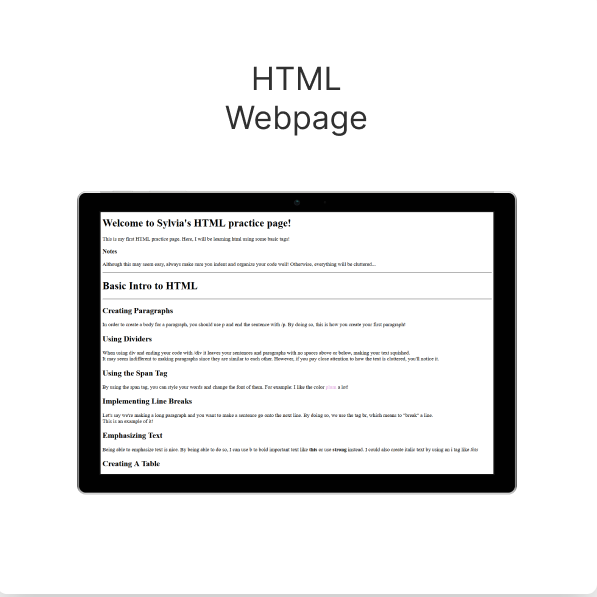 HTML
Webpage
Welcome to Sylvia's HTML practice page!
This is my first HTML practice page. Here, I will be learning html using some basic tags!
Notes
Although this may seem easy, always make sure you indent and organize your code well! Otherwise, everything will be cluttered...
Basic Intro to HTML
Creating Paragraphs
In order to create a body for a paragraph, you should use p and end the sentence with /p. By doing so, this is how you create your first paragraph!
Using Dividers
When using div and ending your code with /div it leaves your sentences and paragraphs with no spaces above or below, making your text squished.
It may seem indifferent to making paragraphs since they are similar to each other. However, if you pay close attention to how the text is cluttered, you'll notice it.
Using the Span Tag
By using the span tag, you can style your words and change the font of them. For example: I like the color pink a lot!
Implementing Line Breaks
Let's say we're making a long paragraph and you want to make a sentence go onto the next line. By doing so, we use the tag br, which means to "break" a line.
This is an example of it!
Emphasizing Text
Being able to emphasize text is nice. By being able to do so, I can use b to bold important text like this or use strong instead. I could also create italic text by using an i tag like this
Creating A Table